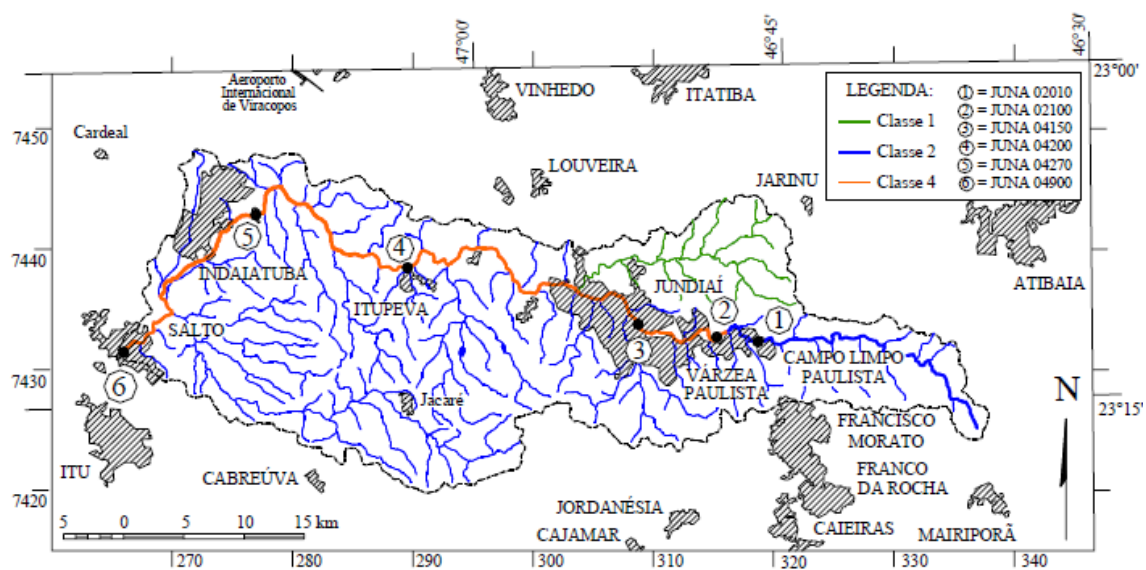 47°00'
46°45'
46°30'
23°00'
Aeroporto
Internacional
de Viracopos
VINHEDO
ITATIBA
LEGENDA:
Classe 1
Classe 2
Classe 4
1 = JUNA 02010
2 = JUNA 02100
3 = JUNA 04150
4 = JUNA 04200
5 = JUNA 04270
6 = JUNA 04900
7450
Cardeal
LOUVEIRA
JARINU
7440
5
4
INDAIATUBA
ITUPEVA
JUNDIAÍ
ATIBAIA
2
1
SALTO
3
CAMPO LIMPO
PAULISTA
VÁRZEA
PAULISTA
7430
6
Jacaré
N
23°15'
FRANCISCO
MORATO
ITU
CABREÚVA
FRANCO
DA ROCHA
7420
JORDANÉSIA
CAJAMAR
CAIEIRAS
MAIRIPORÃ
5 0 5 10 15 km
270 280 290 300 310 320 330 340